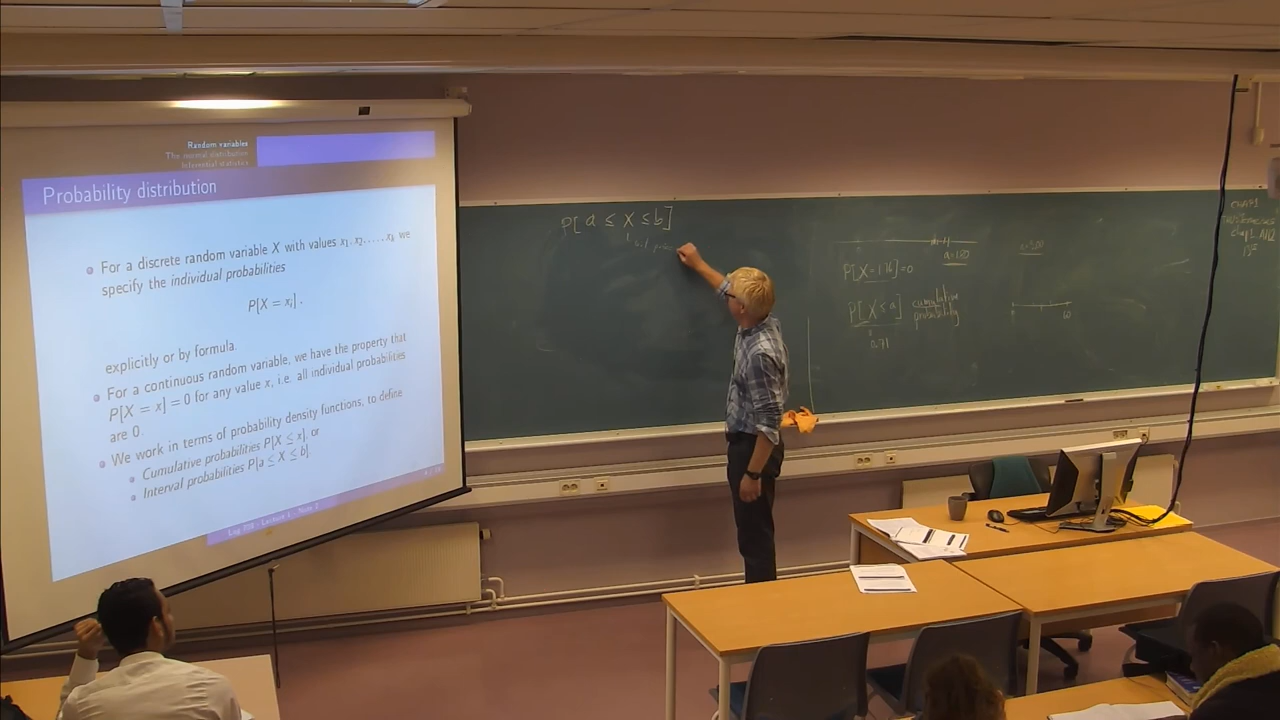 Random variables
The normal distribution
Inferential statistics
Probability distribution
For a discrete random variable X with values x₁, x₂, ..., xₖ we
specify the individual probabilities
P[X = xᵢ] .
explicitly or by formula.
For a continuous random variable, we have the property that
P[X = x] = 0 for any value x, i.e. all individual probabilities
are 0.
We work in terms of probability density functions, to define
Cumulative probabilities P[X ≤ x], or
Interval probabilities P[a ≤ X ≤ b].
P[ a ≤ X ≤ b ]
P[X = 1.76] = 0
P[X ≤ a] cumulative
probability
0.71
60